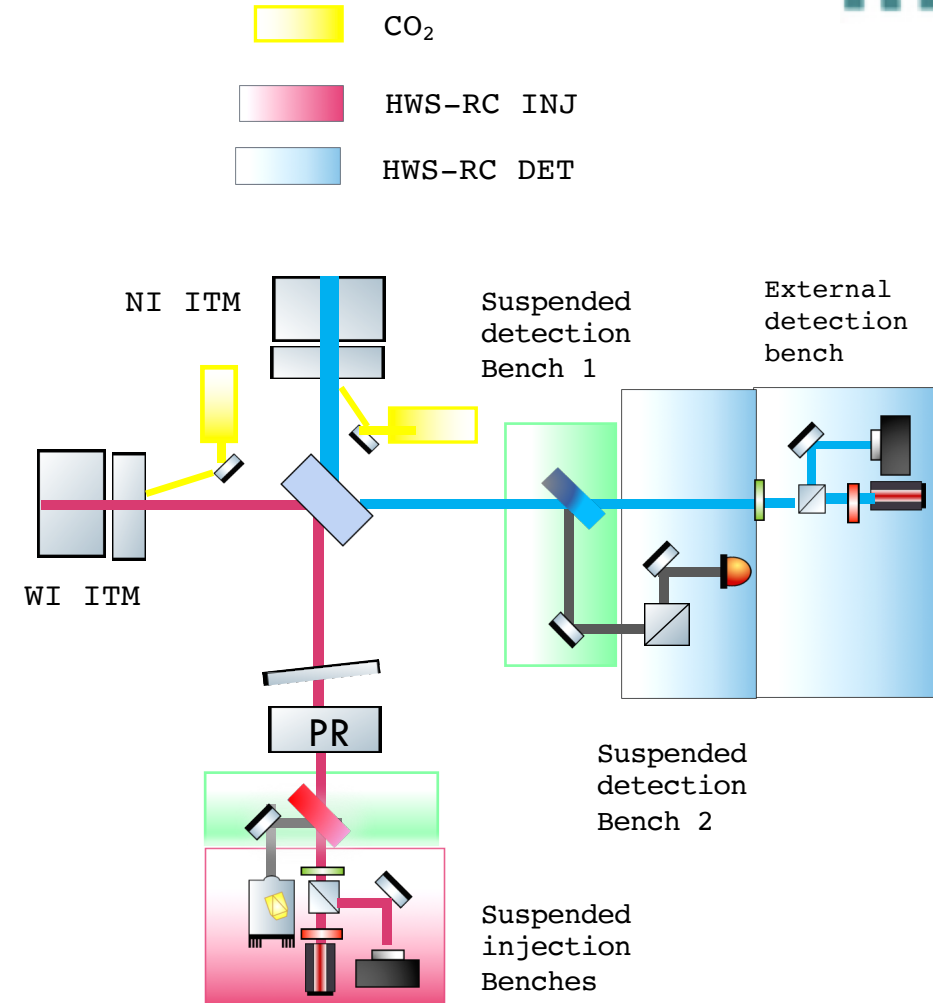 CO₂
HWS-RC INJ
HWS-RC DET
NI ITM
Suspended
detection
Bench 1
External
detection
bench
WI ITM
PR
Suspended
detection
Bench 2
Suspended
injection
Benches